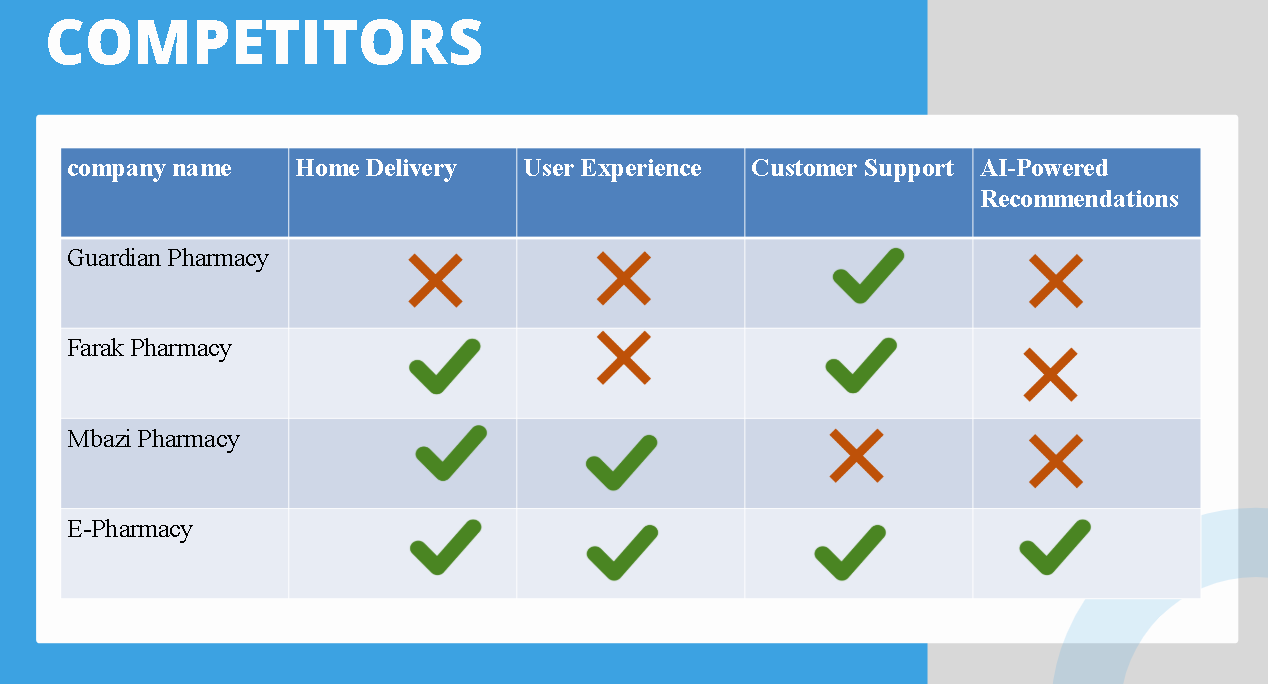 COMPETITORS
company name
Home Delivery
User Experience
Customer Support
AI-Powered
Recommendations
Guardian Pharmacy
Farak Pharmacy
Mbazi Pharmacy
E-Pharmacy